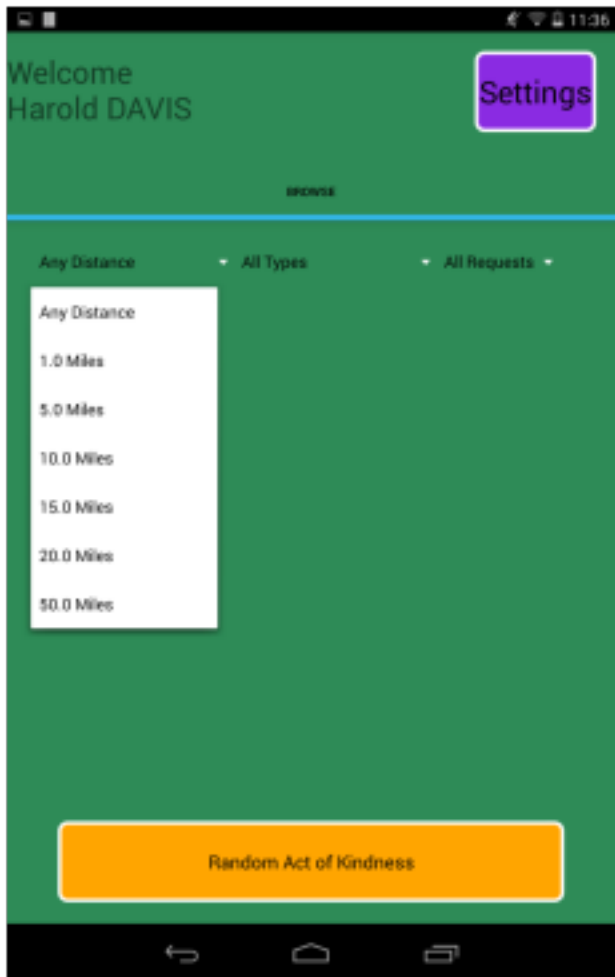 11:36
Welcome
Harold DAVIS
Settings
BROWSE
Any Distance All Types All Requests
Any Distance
1.0 Miles
5.0 Miles
10.0 Miles
15.0 Miles
20.0 Miles
50.0 Miles
Random Act of Kindness